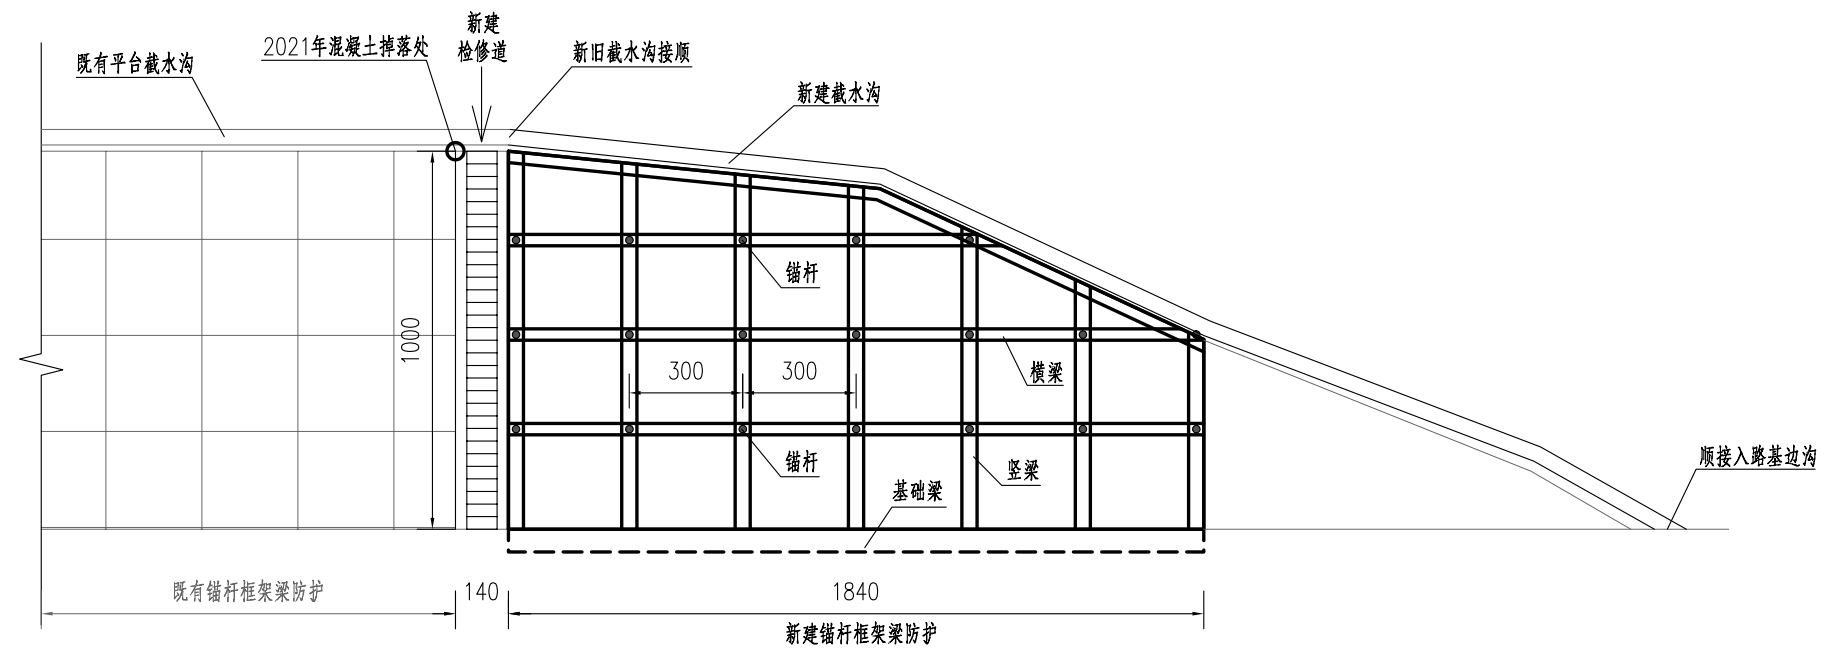 新建
检修道
2021年混凝土掉落处
新旧截水沟接顺
既有平台截水沟
新建截水沟
锚杆
1000
300
300
横梁
锚杆
竖梁
基础梁
顺接入路基边沟
既有锚杆框架梁防护
140
1840
新建锚杆框架梁防护